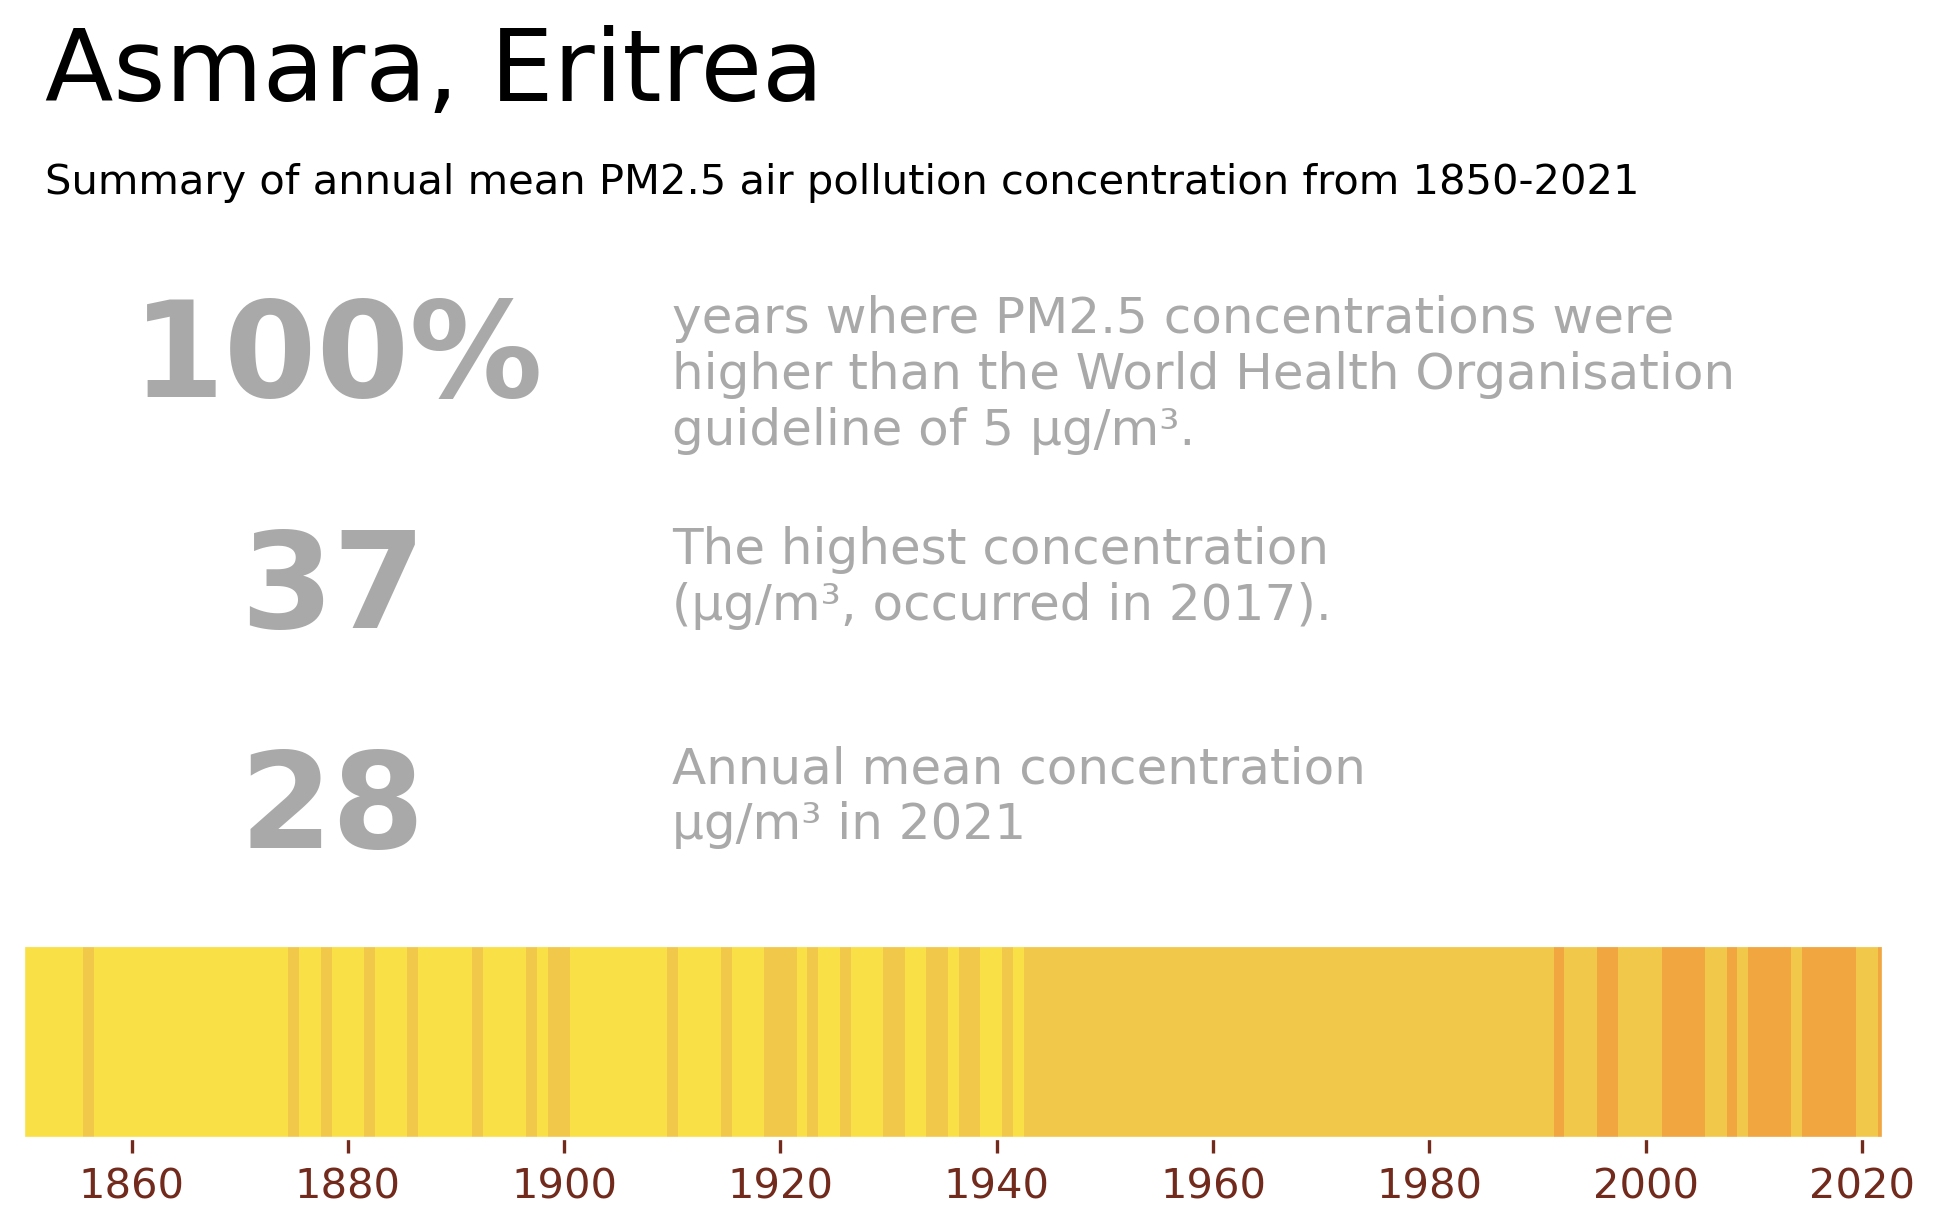 Asmara, Eritrea
Summary of annual mean PM2.5 air pollution concentration from 1850-2021
100%
years where PM2.5 concentrations were
higher than the World Health Organisation
guideline of 5 µg/m³.
37
The highest concentration
(µg/m³, occurred in 2017).
28
Annual mean concentration
µg/m³ in 2021
1860 1880 1900 1920 1940 1960 1980 2000 2020